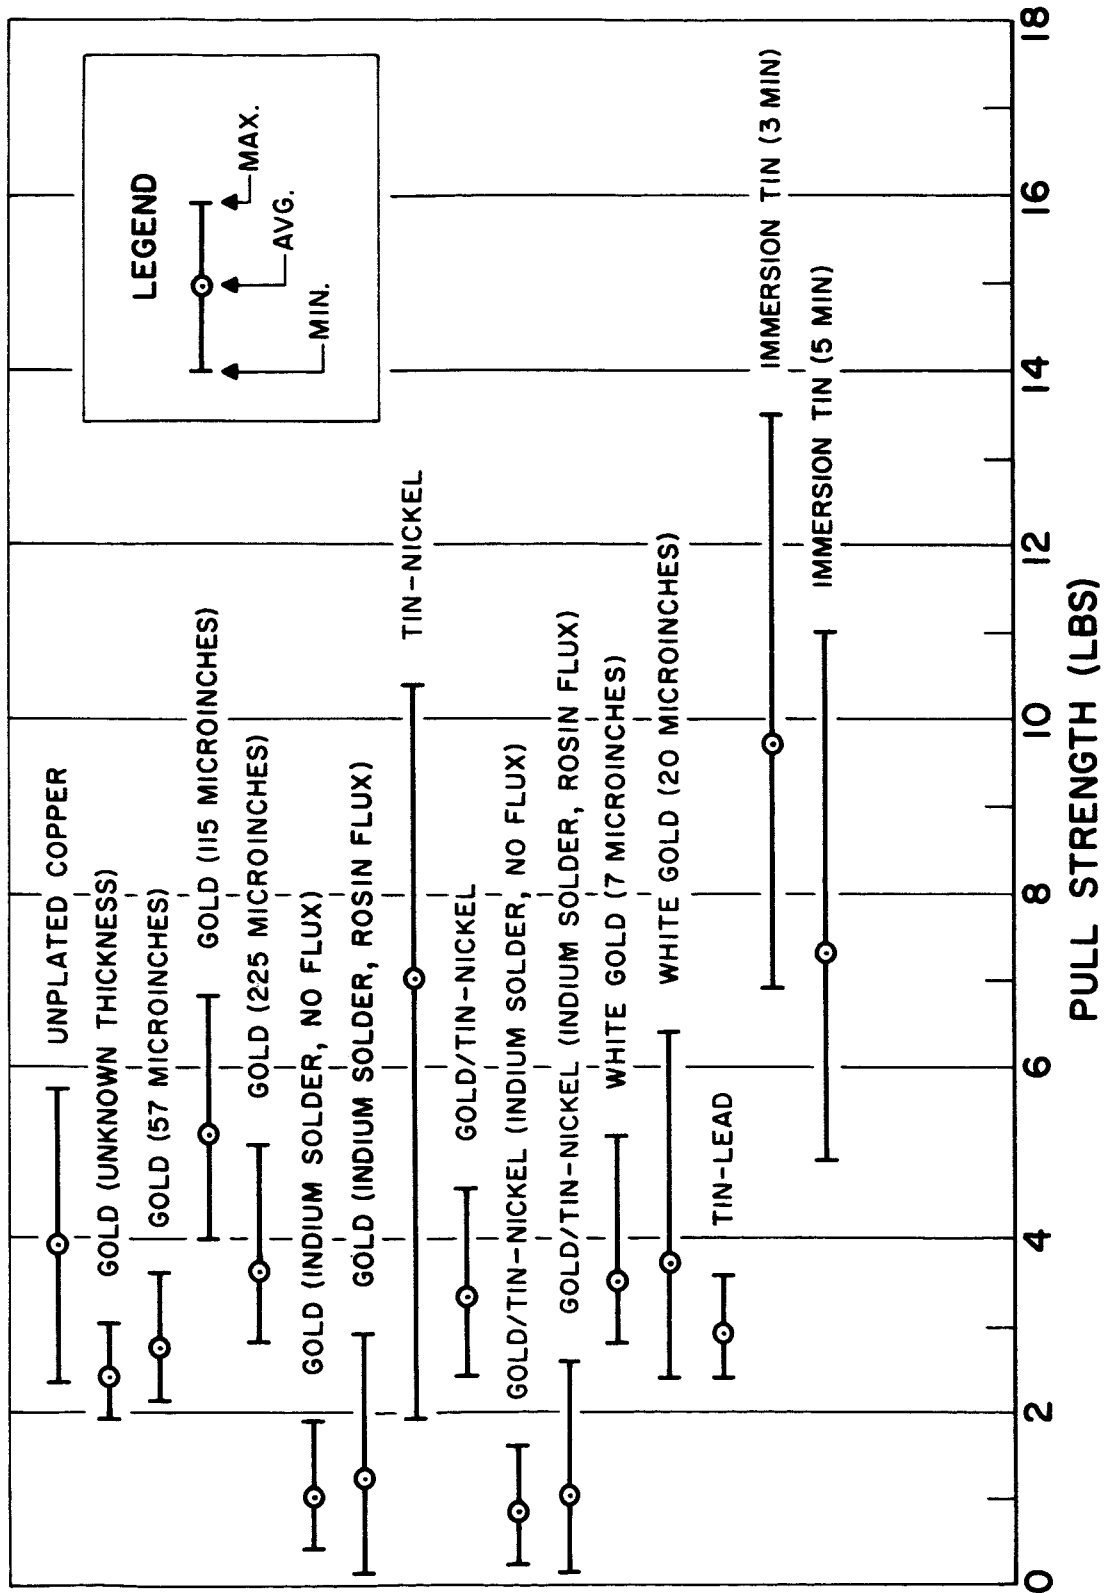 LEGEND
MIN.
AVG.
MAX.
UNPLATED COPPER
GOLD (UNKNOWN THICKNESS)
GOLD (57 MICROINCHES)
GOLD (115 MICROINCHES)
GOLD (225 MICROINCHES)
GOLD (INDIUM SOLDER, NO FLUX)
GOLD (INDIUM SOLDER, ROSIN FLUX)
TIN-NICKEL
GOLD/TIN-NICKEL
GOLD/TIN-NICKEL (INDIUM SOLDER, NO FLUX)
GOLD/TIN-NICKEL (INDIUM SOLDER, ROSIN FLUX)
WHITE GOLD (7 MICROINCHES)
WHITE GOLD (20 MICROINCHES)
TIN-LEAD
IMMERSION TIN (3 MIN)
IMMERSION TIN (5 MIN)
0 2 4 6 8 10 12 14 16 18
PULL STRENGTH (LBS)